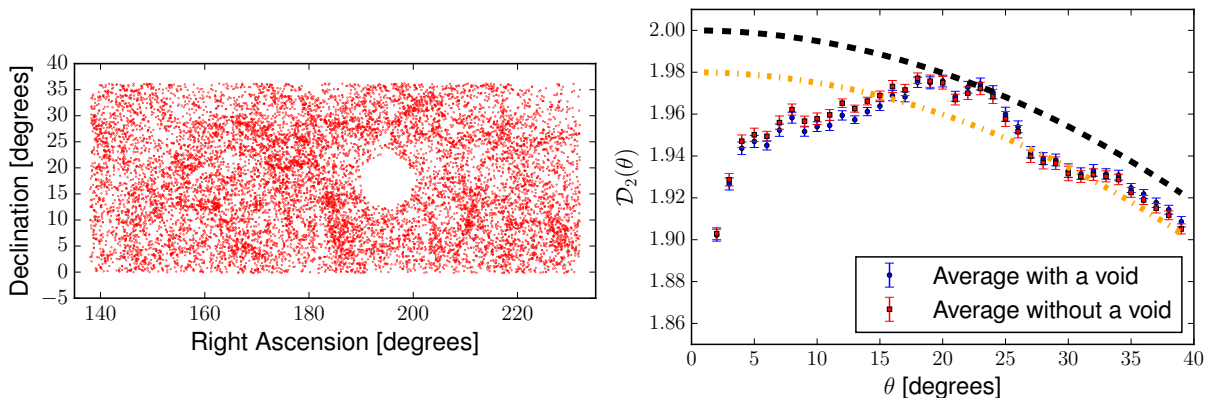 40
35
30
25
20
15
10
5
0
−5
Declination [degrees]
140 160 180 200 220
Right Ascension [degrees]
2.00
1.98
1.96
1.94
1.92
1.90
1.88
1.86
𝒟₂(θ)
Average with a void
Average without a void
0 5 10 15 20 25 30 35 40
θ [degrees]